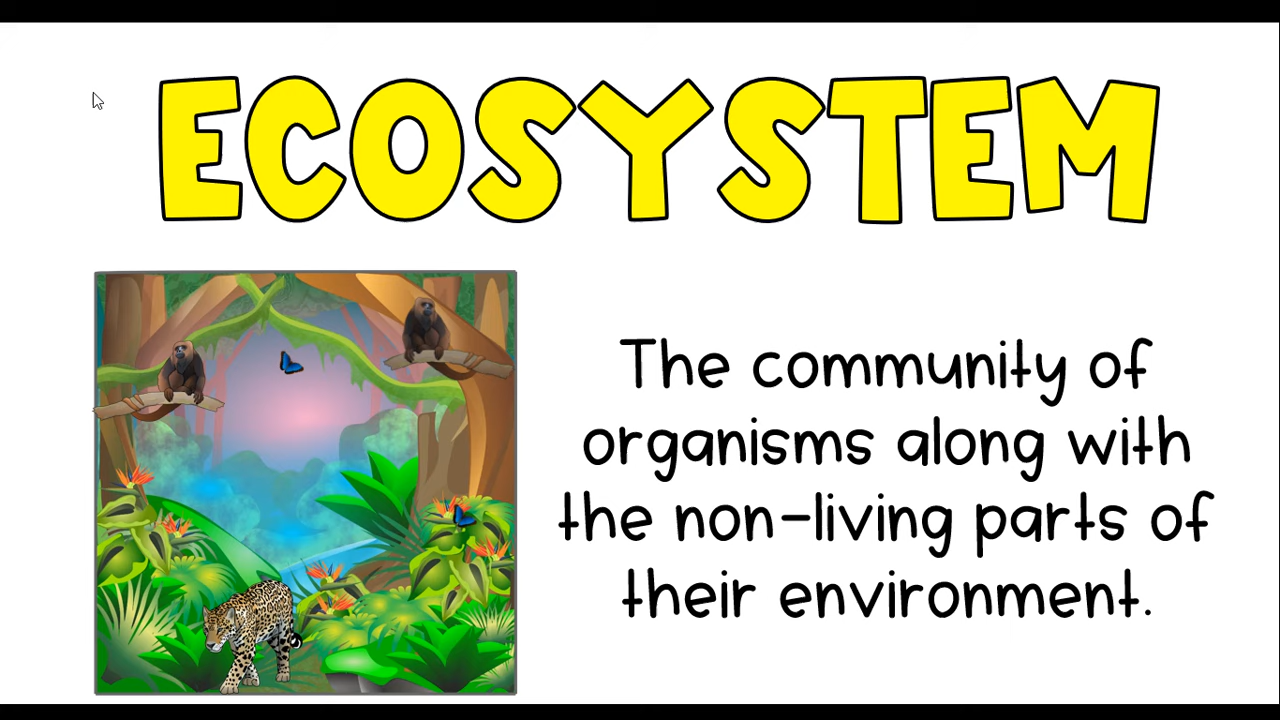 ECOSYSTEM
The community of
organisms along with
the non-living parts of
their environment.